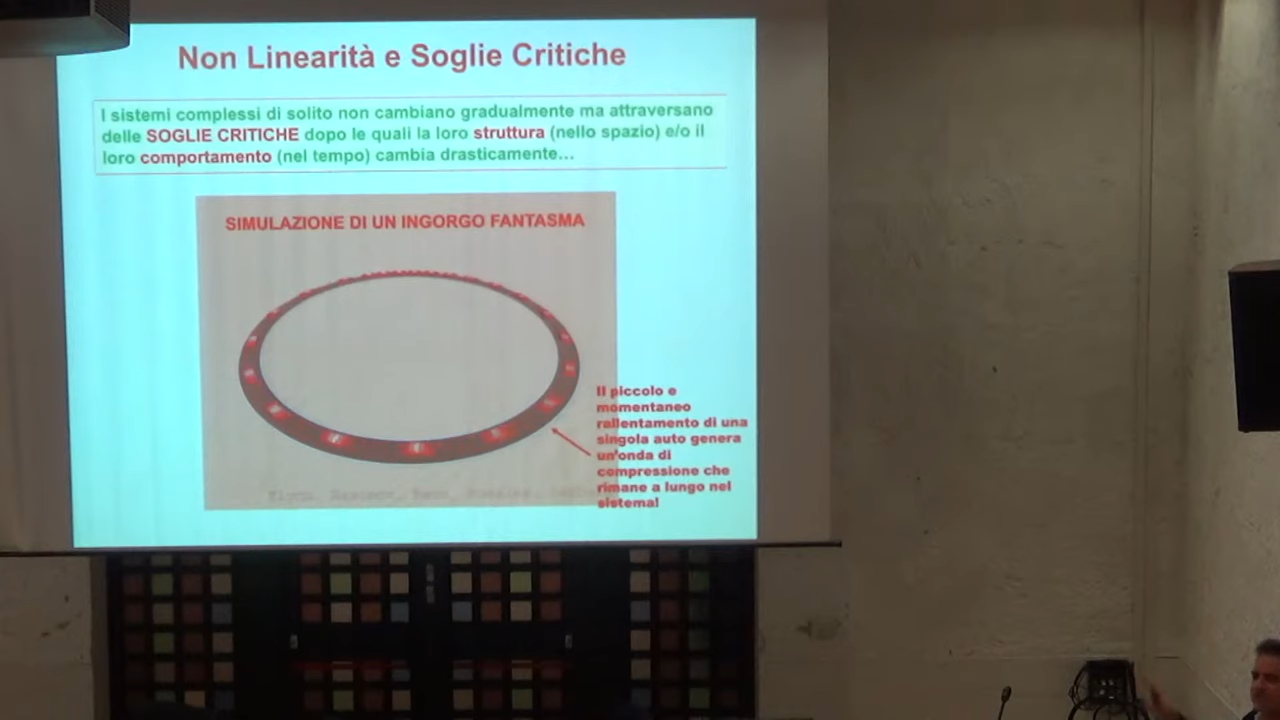 Non Linearità e Soglie Critiche
I sistemi complessi di solito non cambiano gradualmente ma attraversano
delle SOGLIE CRITICHE dopo le quali la loro struttura (nello spazio) e/o il
loro comportamento (nel tempo) cambia drasticamente...
SIMULAZIONE DI UN INGORGO FANTASMA
Il piccolo e
momentaneo
rallentamento di una
singola auto genera
un'onda di
compressione che
rimane a lungo nel
sistema!